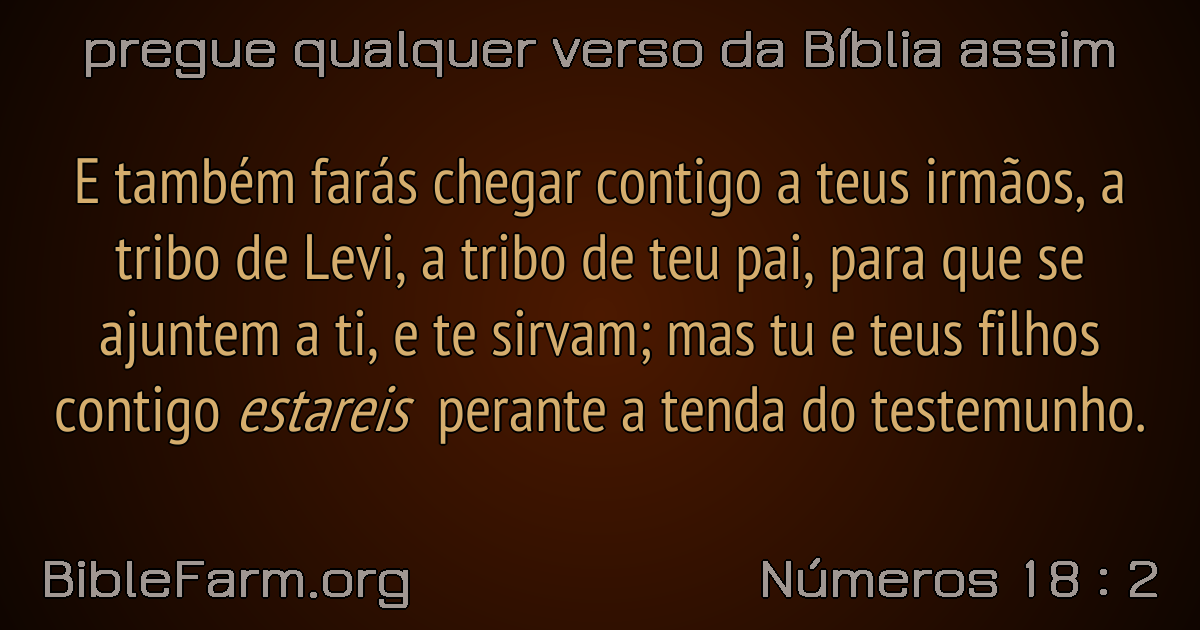 pregue qualquer verso da Bíblia assim
E também farás chegar contigo a teus irmãos, a
tribo de Levi, a tribo de teu pai, para que se
ajuntem a ti, e te sirvam; mas tu e teus filhos
contigo estareis perante a tenda do testemunho.
BibleFarm.org
Números 18 : 2